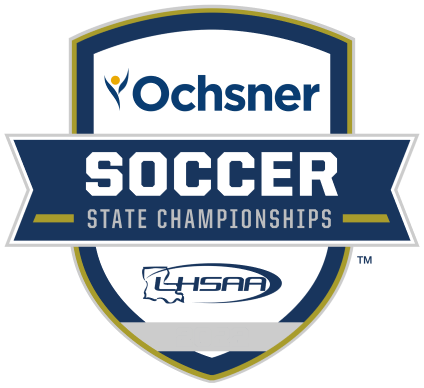 Ochsner
SOCCER
STATE CHAMPIONSHIPS
LHSAA
™